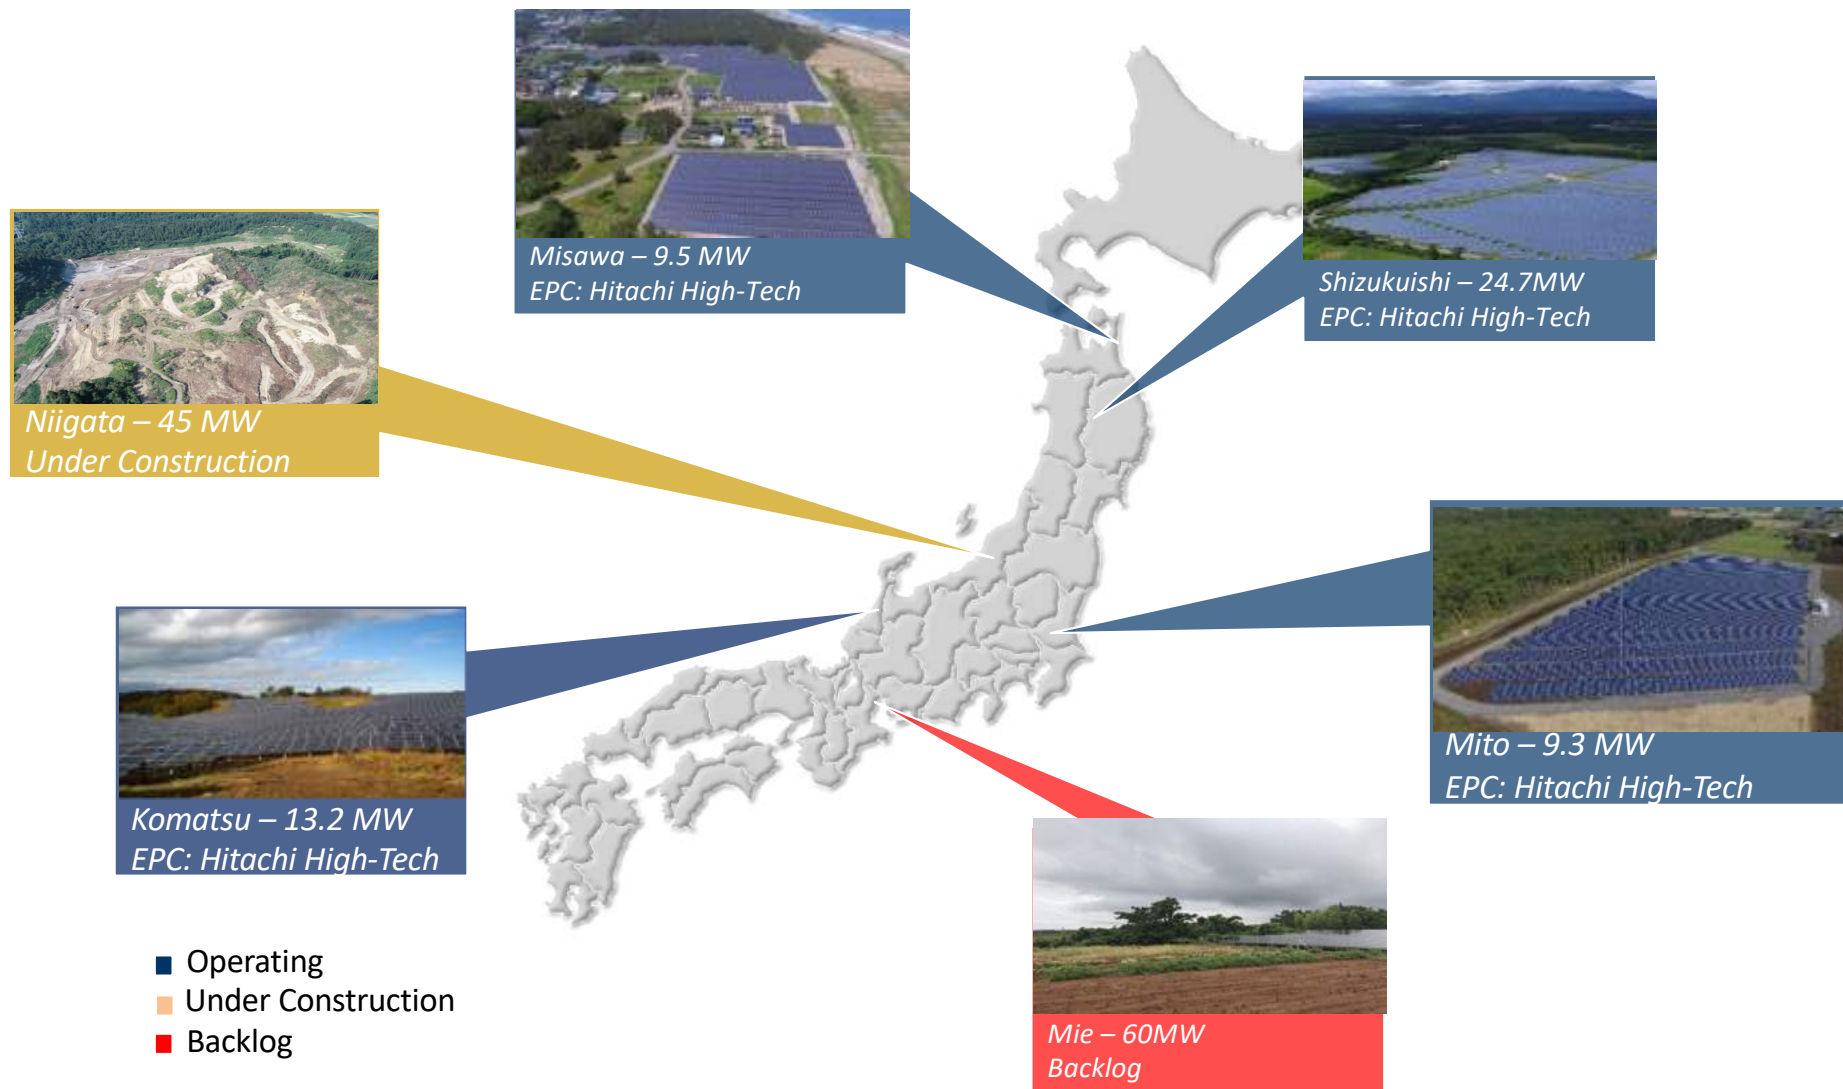 Misawa – 9.5 MW
EPC: Hitachi High-Tech
Shizukuishi – 24.7MW
EPC: Hitachi High-Tech
Niigata – 45 MW
Under Construction
Mito – 9.3 MW
EPC: Hitachi High-Tech
Komatsu – 13.2 MW
EPC: Hitachi High-Tech
Mie – 60MW
Backlog
Operating
Under Construction
Backlog